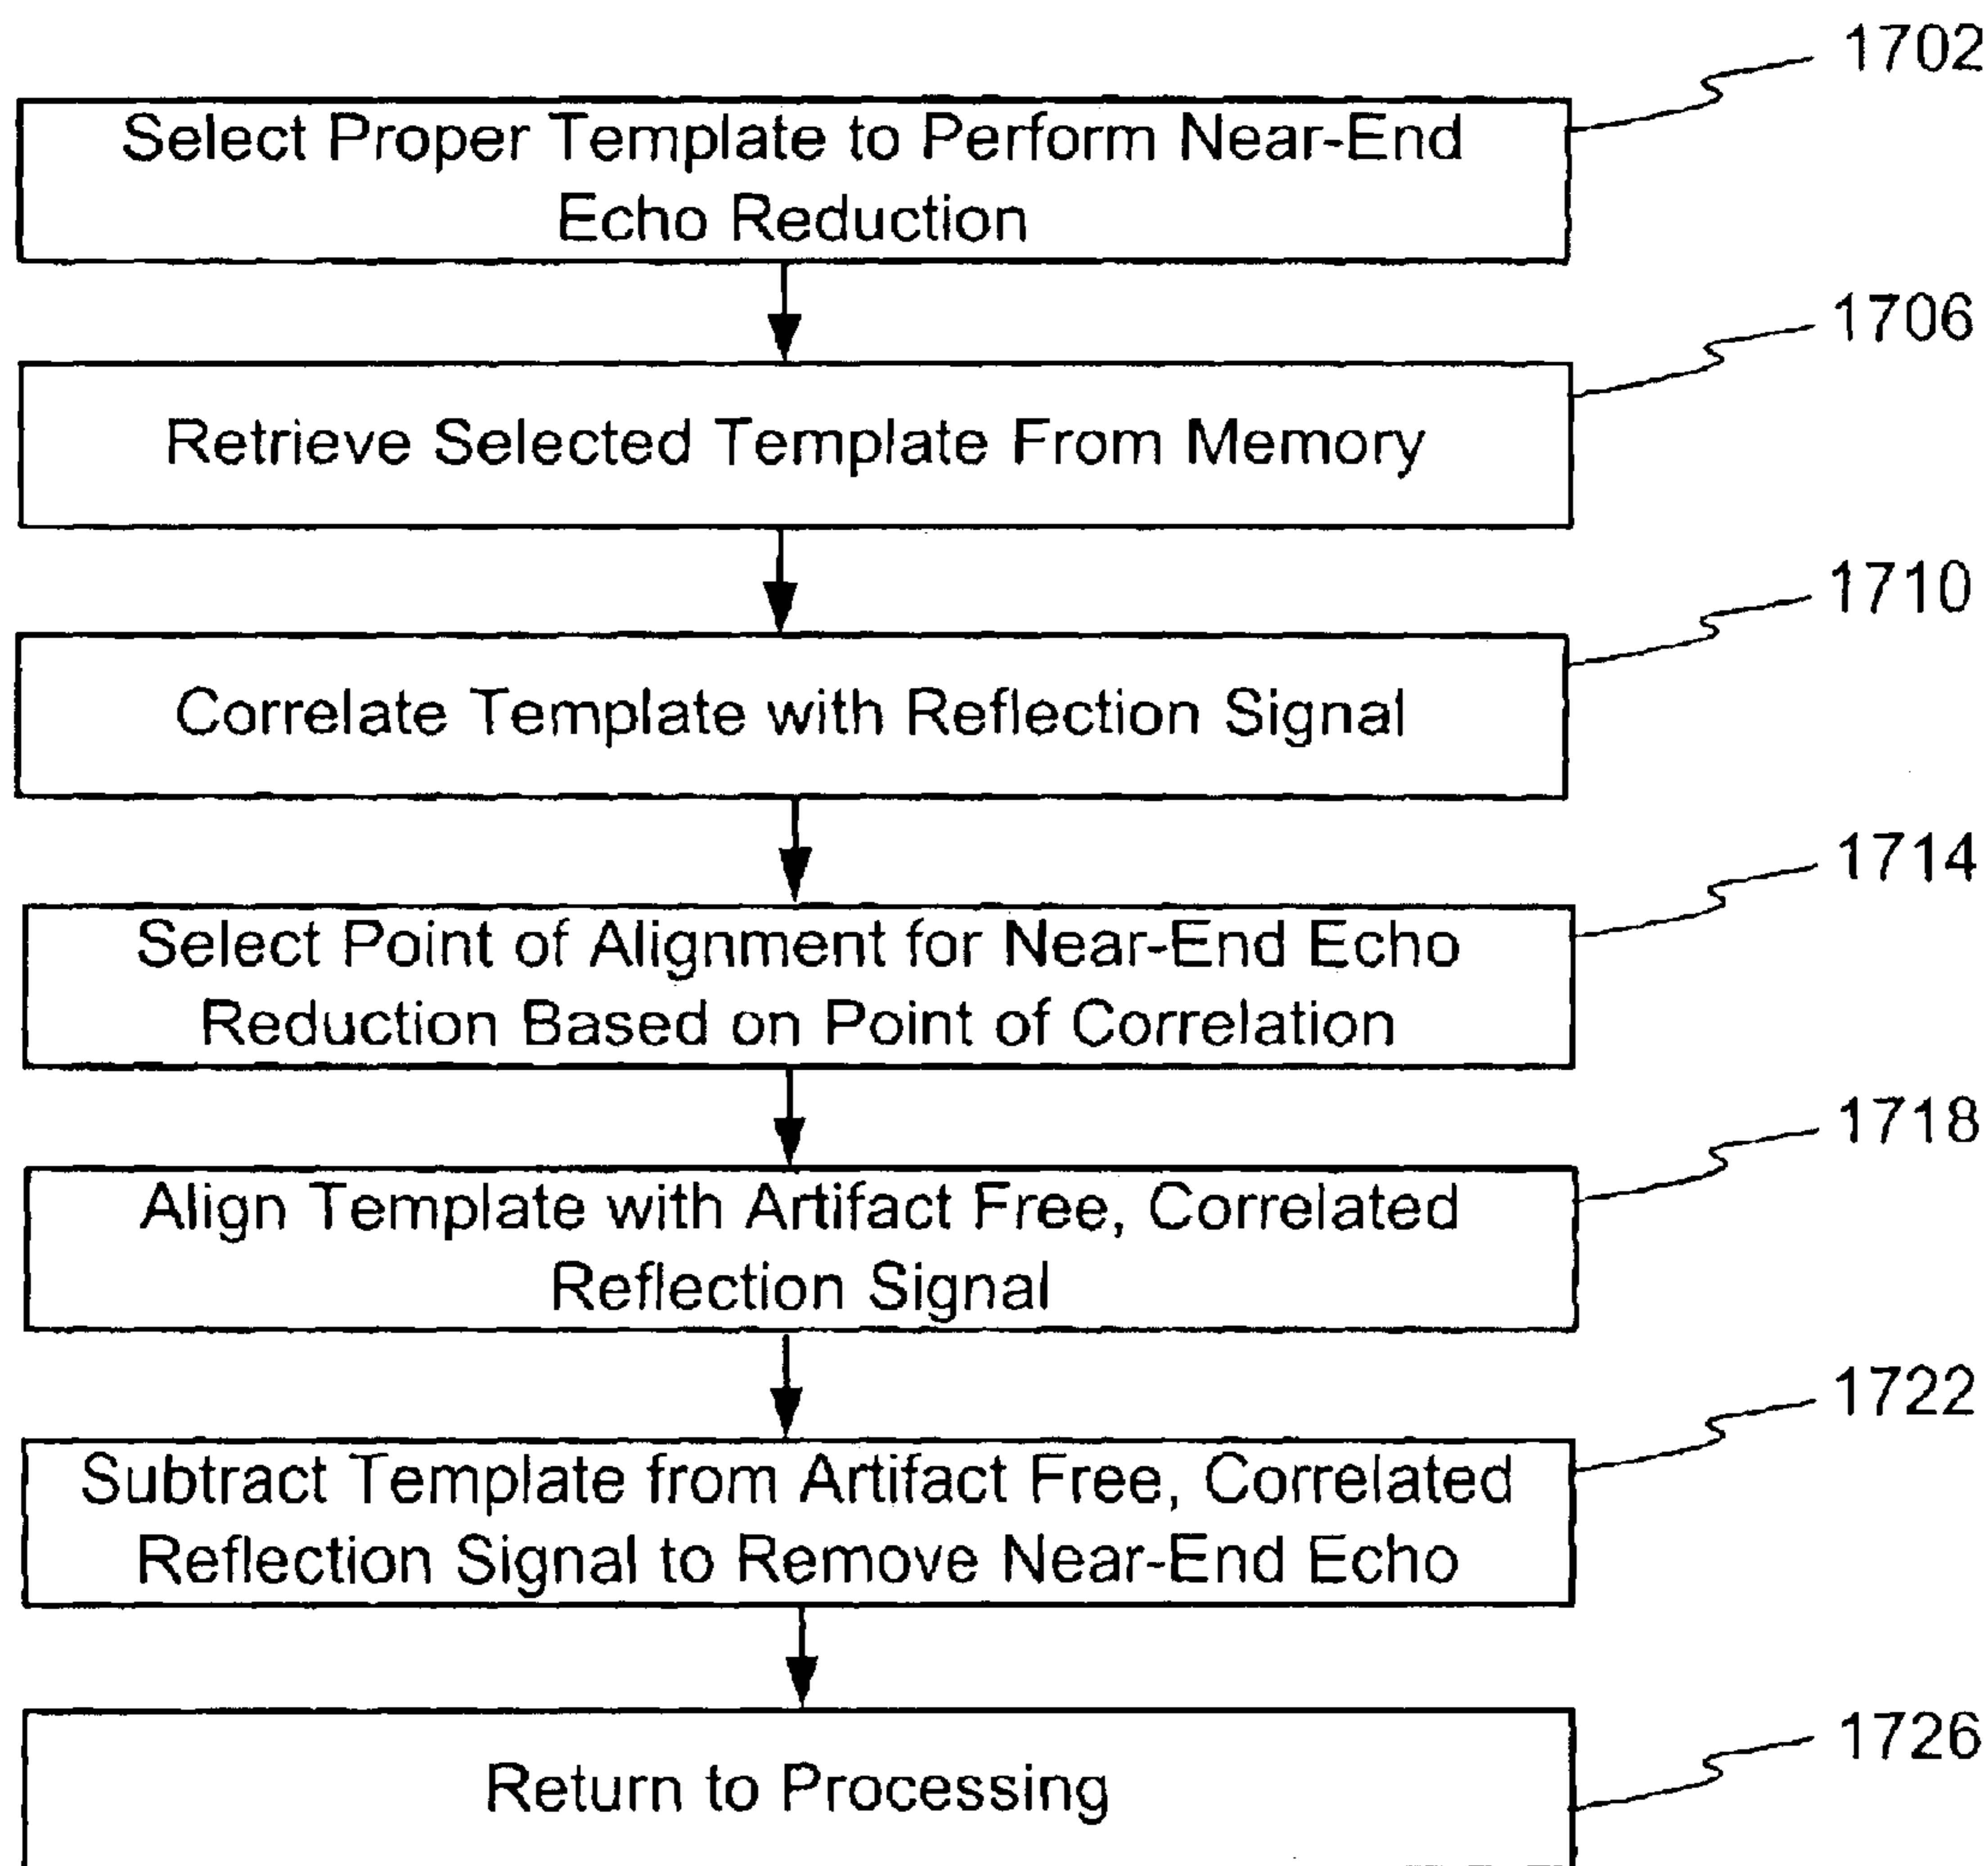 1702
Select Proper Template to Perform Near-End
Echo Reduction
1706
Retrieve Selected Template From Memory
1710
Correlate Template with Reflection Signal
1714
Select Point of Alignment for Near-End Echo
Reduction Based on Point of Correlation
1718
Align Template with Artifact Free, Correlated
Reflection Signal
1722
Subtract Template from Artifact Free, Correlated
Reflection Signal to Remove Near-End Echo
1726
Return to Processing